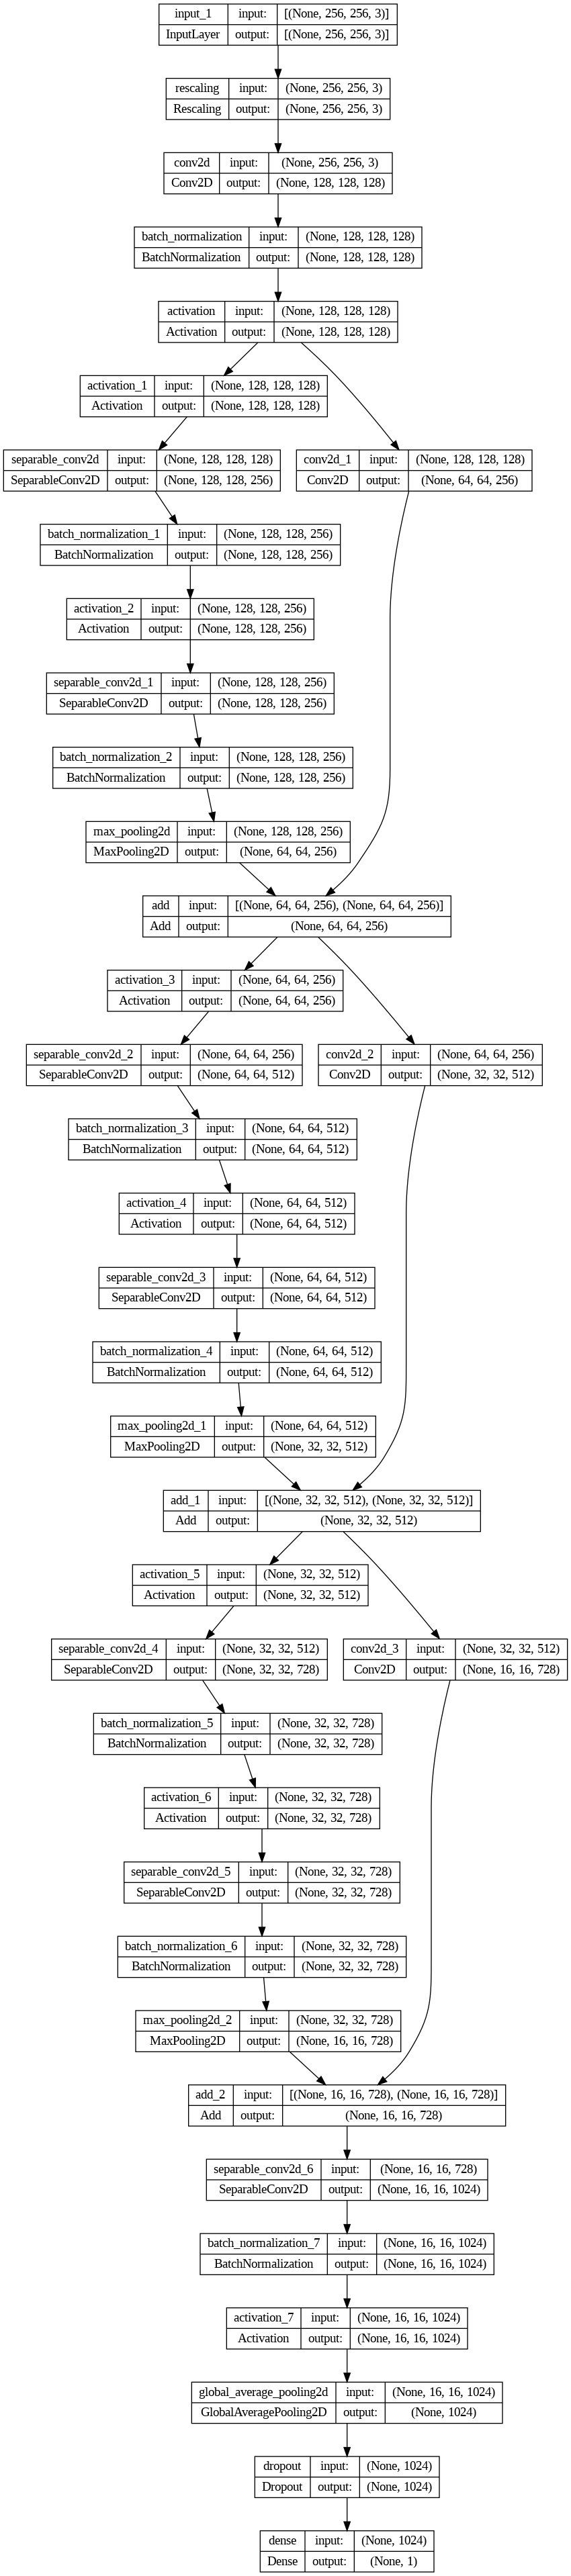 input_1 input: [(None, 256, 256, 3)]
InputLayer output: [(None, 256, 256, 3)]
rescaling input: (None, 256, 256, 3)
Rescaling output: (None, 256, 256, 3)
conv2d input: (None, 256, 256, 3)
Conv2D output: (None, 128, 128, 128)
batch_normalization input: (None, 128, 128, 128)
BatchNormalization output: (None, 128, 128, 128)
activation input: (None, 128, 128, 128)
Activation output: (None, 128, 128, 128)
activation_1 input: (None, 128, 128, 128)
Activation output: (None, 128, 128, 128)
separable_conv2d input: (None, 128, 128, 128)
SeparableConv2D output: (None, 128, 128, 256)
conv2d_1 input: (None, 128, 128, 128)
Conv2D output: (None, 64, 64, 256)
batch_normalization_1 input: (None, 128, 128, 256)
BatchNormalization output: (None, 128, 128, 256)
activation_2 input: (None, 128, 128, 256)
Activation output: (None, 128, 128, 256)
separable_conv2d_1 input: (None, 128, 128, 256)
SeparableConv2D output: (None, 128, 128, 256)
batch_normalization_2 input: (None, 128, 128, 256)
BatchNormalization output: (None, 128, 128, 256)
max_pooling2d input: (None, 128, 128, 256)
MaxPooling2D output: (None, 64, 64, 256)
add input: [(None, 64, 64, 256), (None, 64, 64, 256)]
Add output: (None, 64, 64, 256)
activation_3 input: (None, 64, 64, 256)
Activation output: (None, 64, 64, 256)
separable_conv2d_2 input: (None, 64, 64, 256)
SeparableConv2D output: (None, 64, 64, 512)
conv2d_2 input: (None, 64, 64, 256)
Conv2D output: (None, 32, 32, 512)
batch_normalization_3 input: (None, 64, 64, 512)
BatchNormalization output: (None, 64, 64, 512)
activation_4 input: (None, 64, 64, 512)
Activation output: (None, 64, 64, 512)
separable_conv2d_3 input: (None, 64, 64, 512)
SeparableConv2D output: (None, 64, 64, 512)
batch_normalization_4 input: (None, 64, 64, 512)
BatchNormalization output: (None, 64, 64, 512)
max_pooling2d_1 input: (None, 64, 64, 512)
MaxPooling2D output: (None, 32, 32, 512)
add_1 input: [(None, 32, 32, 512), (None, 32, 32, 512)]
Add output: (None, 32, 32, 512)
activation_5 input: (None, 32, 32, 512)
Activation output: (None, 32, 32, 512)
separable_conv2d_4 input: (None, 32, 32, 512)
SeparableConv2D output: (None, 32, 32, 728)
conv2d_3 input: (None, 32, 32, 512)
Conv2D output: (None, 16, 16, 728)
batch_normalization_5 input: (None, 32, 32, 728)
BatchNormalization output: (None, 32, 32, 728)
activation_6 input: (None, 32, 32, 728)
Activation output: (None, 32, 32, 728)
separable_conv2d_5 input: (None, 32, 32, 728)
SeparableConv2D output: (None, 32, 32, 728)
batch_normalization_6 input: (None, 32, 32, 728)
BatchNormalization output: (None, 32, 32, 728)
max_pooling2d_2 input: (None, 32, 32, 728)
MaxPooling2D output: (None, 16, 16, 728)
add_2 input: [(None, 16, 16, 728), (None, 16, 16, 728)]
Add output: (None, 16, 16, 728)
separable_conv2d_6 input: (None, 16, 16, 728)
SeparableConv2D output: (None, 16, 16, 1024)
batch_normalization_7 input: (None, 16, 16, 1024)
BatchNormalization output: (None, 16, 16, 1024)
activation_7 input: (None, 16, 16, 1024)
Activation output: (None, 16, 16, 1024)
global_average_pooling2d input: (None, 16, 16, 1024)
GlobalAveragePooling2D output: (None, 1024)
dropout input: (None, 1024)
Dropout output: (None, 1024)
dense input: (None, 1024)
Dense output: (None, 1)